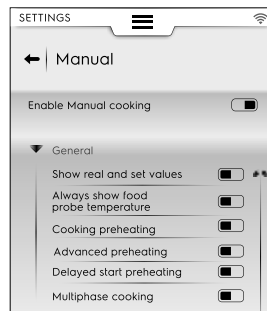 SETTINGS
Manual
Enable Manual cooking
General
Show real and set values
Always show food
probe temperature
Cooking preheating
Advanced preheating
Delayed start preheating
Multiphase cooking